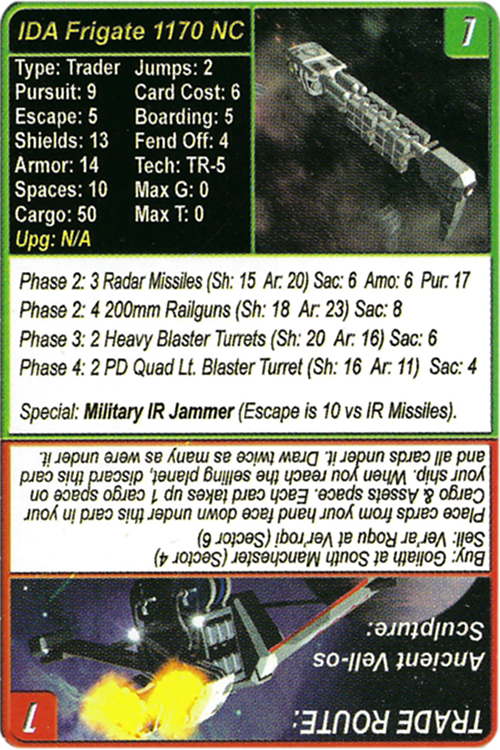 IDA Frigate 1170 NC
1
Type: Trader Jumps: 2
Pursuit: 9 Card Cost: 6
Escape: 5 Boarding: 5
Shields: 13 Fend Off: 4
Armor: 14 Tech: TR-5
Spaces: 10 Max G: 0
Cargo: 50 Max T: 0
Upg: N/A
Phase 2: 3 Radar Missiles (Sh: 15 Ar: 20) Sac: 6 Amo: 6 Pur: 17
Phase 2: 4 200mm Railguns (Sh: 18 Ar: 23) Sac: 8
Phase 3: 2 Heavy Blaster Turrets (Sh: 20 Ar: 16) Sac: 6
Phase 4: 2 PD Quad Lt. Blaster Turret (Sh: 16 Ar: 11) Sac: 4
Special: Military IR Jammer (Escape is 10 vs IR Missiles).
TRADE ROUTE:
1
Ancient Vell-os
Sculpture:
Buy: Goliath at South Manchester (Sector 4)
Sell: Ver'ar Roqu at Vel'roqi (Sector 6)
Place cards from your hand face down under this card in your
Cargo & Assets space. Each card takes up 1 cargo space on
your ship. When you reach the selling planet, discard this card
and all cards under it. Draw twice as many as were under it.